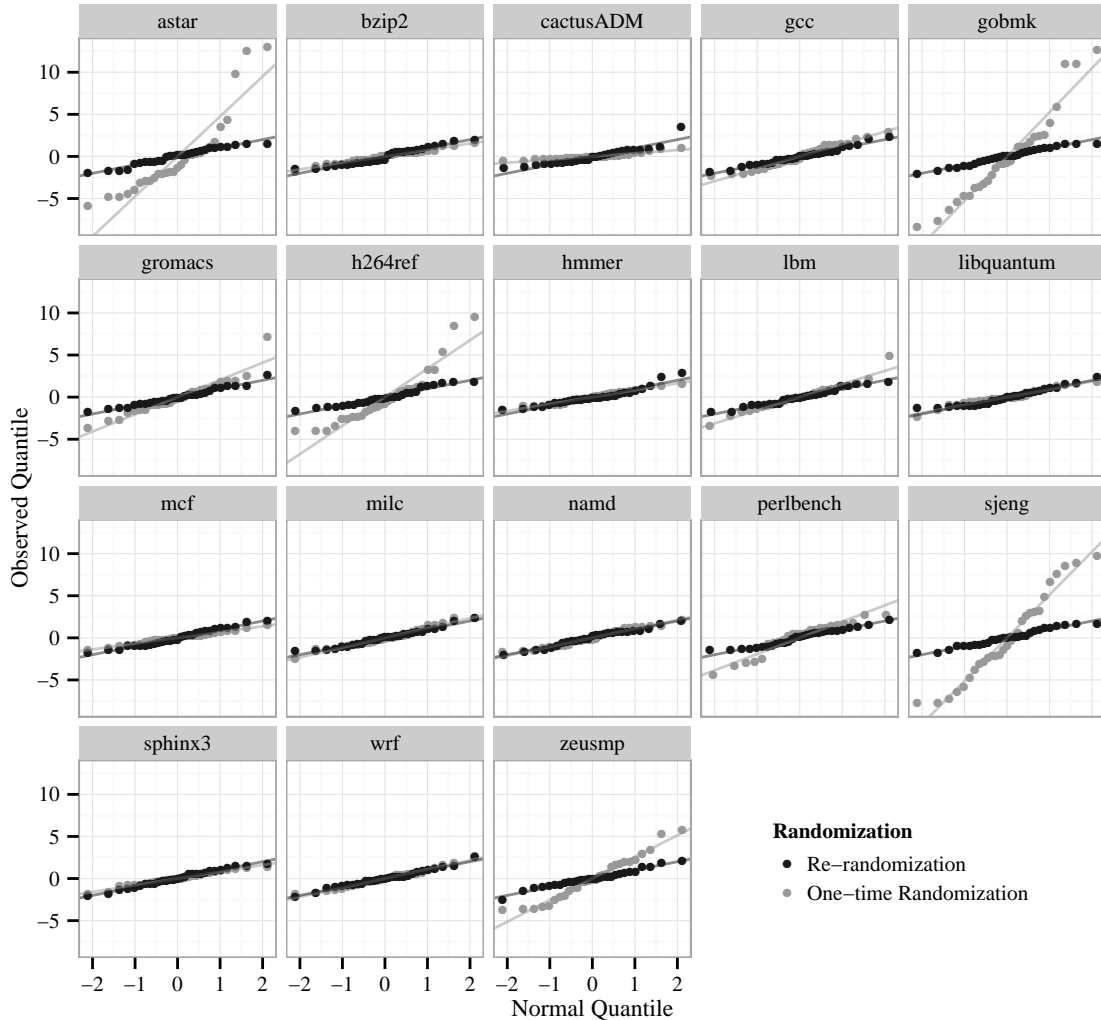 astar bzip2 cactusADM gcc gobmk
10
5
0
−5
gromacs h264ref hmmer lbm libquantum
10
5
0
−5
mcf milc namd perlbench sjeng
10
5
0
−5
sphinx3 wrf zeusmp
10
5
0
−5
−2 −1 0 1 2 −2 −1 0 1 2 −2 −1 0 1 2
Normal Quantile
Observed Quantile
Randomization
Re−randomization
One−time Randomization